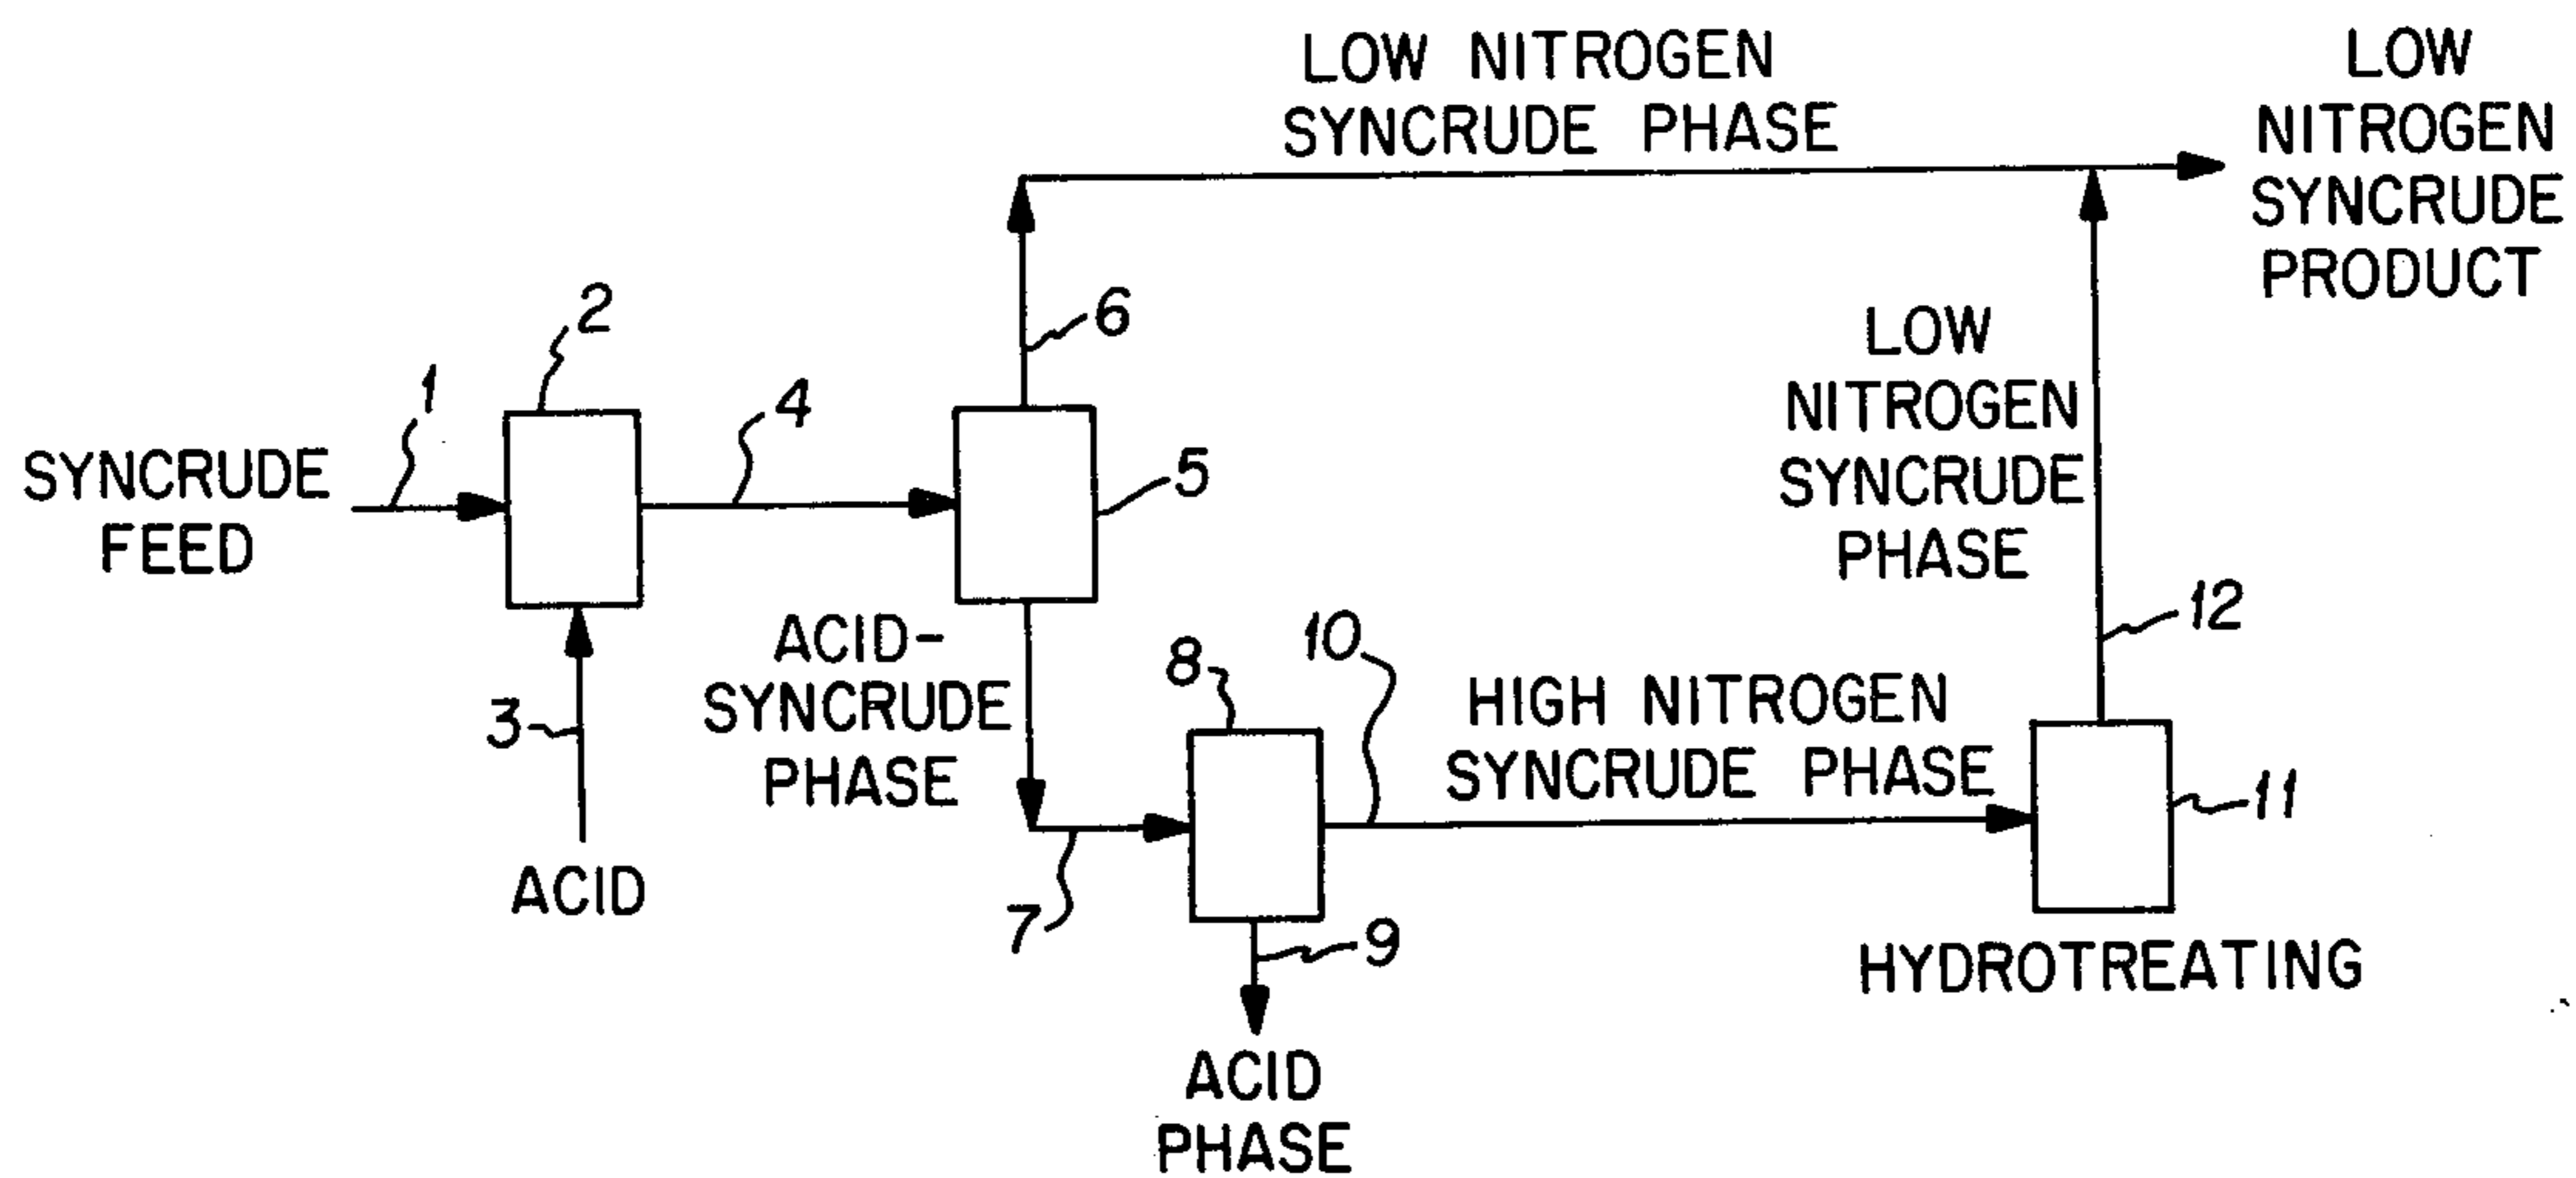 LOW NITROGEN
SYNCRUDE PHASE
LOW
NITROGEN
SYNCRUDE
PRODUCT
2
6
1
4
5
SYNCRUDE
FEED
LOW
NITROGEN
SYNCRUDE
PHASE
12
3
ACID-
SYNCRUDE
PHASE
8
10
HIGH NITROGEN
SYNCRUDE PHASE
11
ACID
7
9
HYDROTREATING
ACID
PHASE